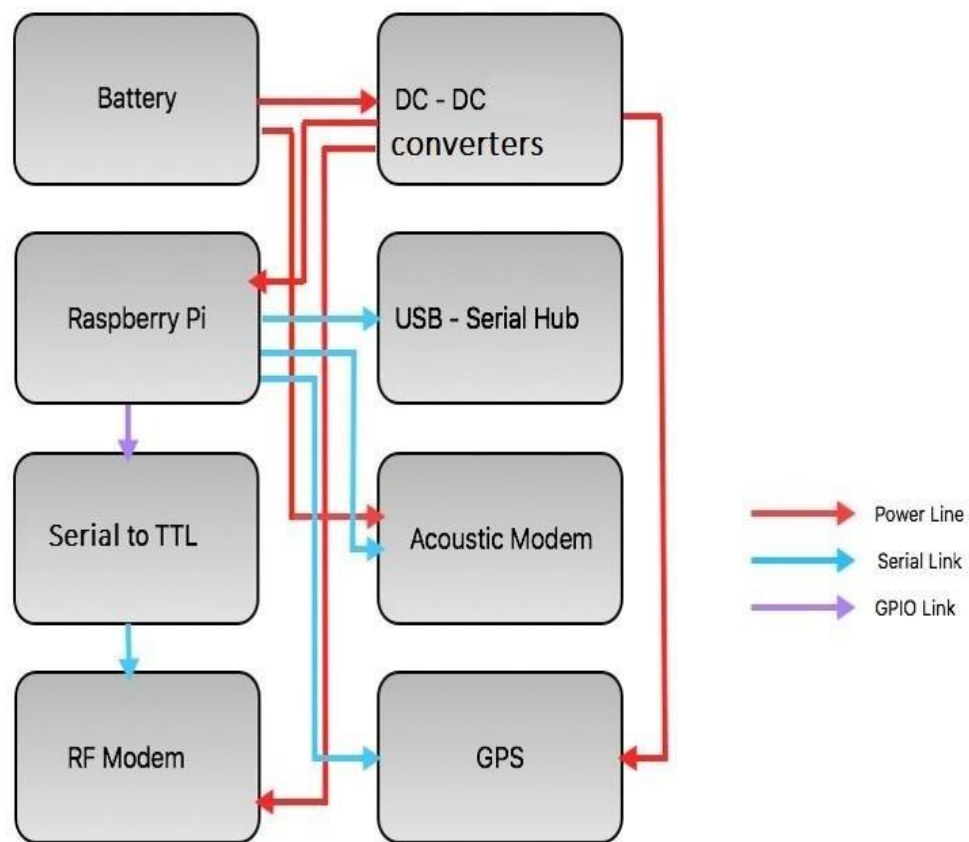 Battery
DC - DC
converters
Raspberry Pi
USB - Serial Hub
Serial to TTL
Acoustic Modem
RF Modem
GPS
Power Line
Serial Link
GPIO Link